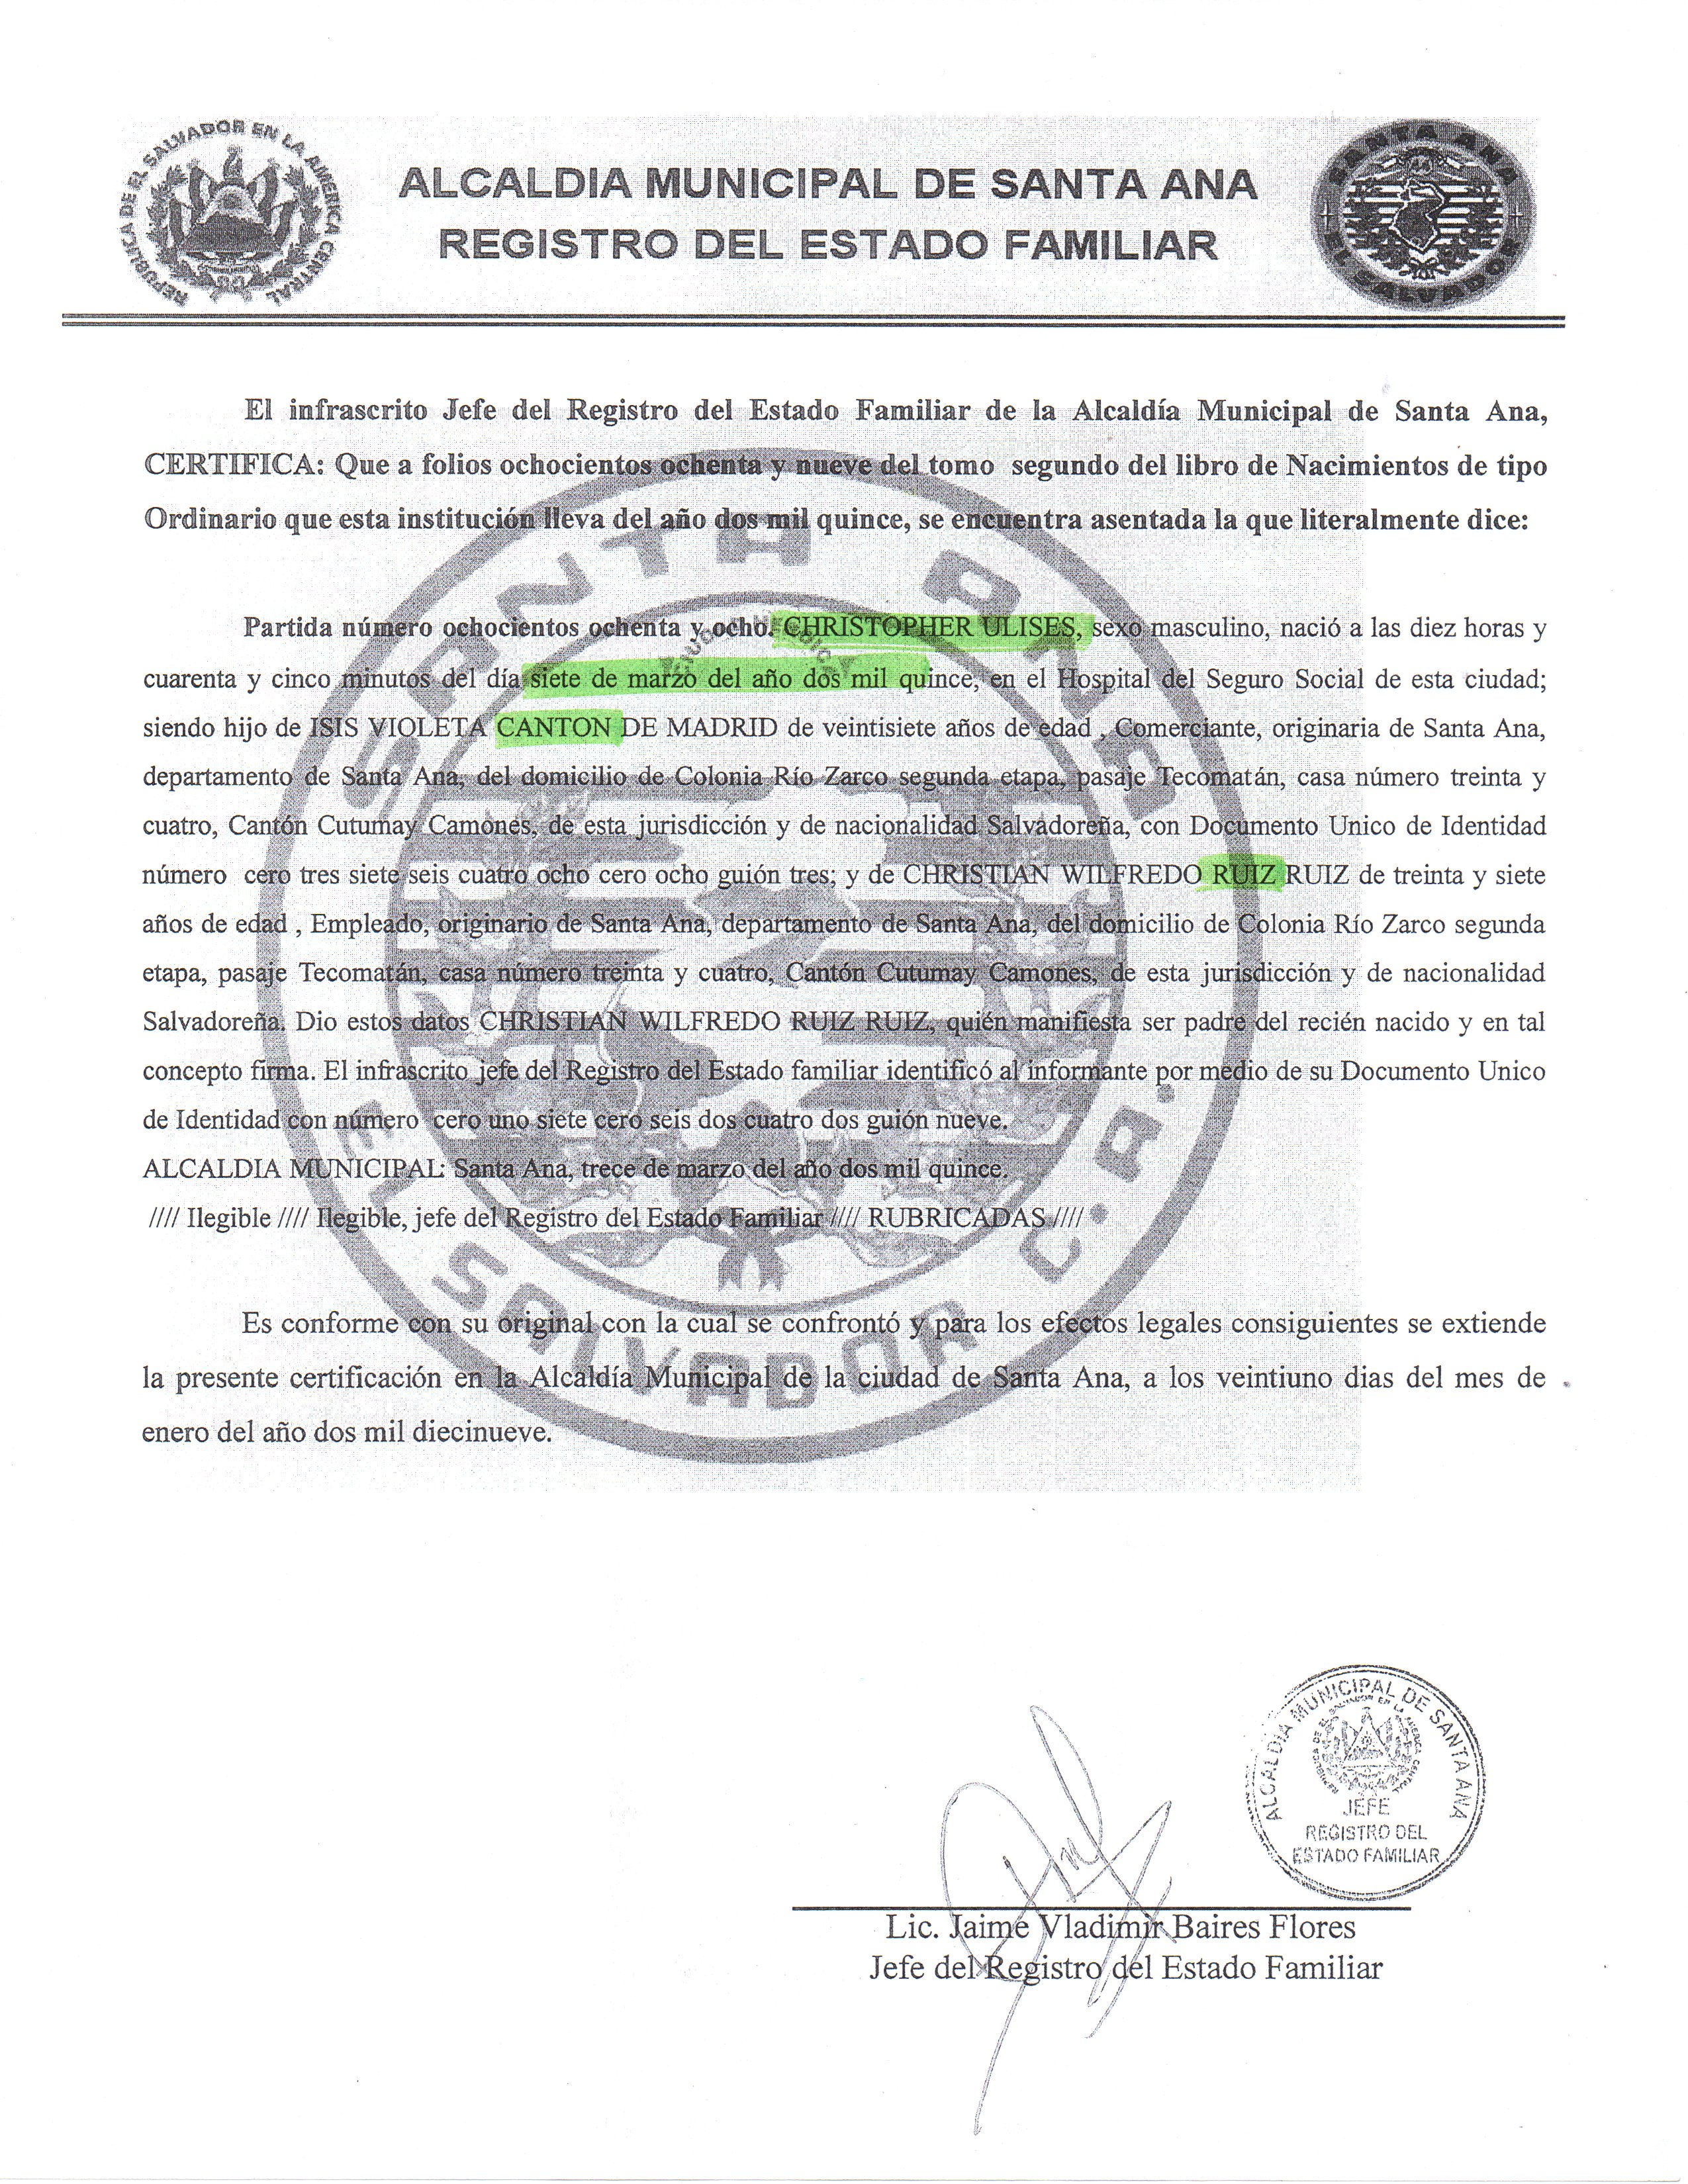 REPUBLICA DE EL SALVADOR EN LA AMERICA CENTRAL
ALCALDIA MUNICIPAL DE SANTA ANA
REGISTRO DEL ESTADO FAMILIAR
SANTA ANA
EL SALVADOR
El infrascrito Jefe del Registro del Estado Familiar de la Alcaldía Municipal de Santa Ana,
CERTIFICA: Que a folios ochocientos ochenta y nueve del tomo segundo del libro de Nacimientos de tipo
Ordinario que esta institución lleva del año dos mil quince, se encuentra asentada la que literalmente dice:
Partida número ochocientos ochenta y ocho. CHRISTOPHER ULISES, sexo masculino, nació a las diez horas y
cuarenta y cinco minutos del día siete de marzo del año dos mil quince, en el Hospital del Seguro Social de esta ciudad;
siendo hijo de ISIS VIOLETA CANTON DE MADRID de veintisiete años de edad , Comerciante, originaria de Santa Ana,
departamento de Santa Ana, del domicilio de Colonia Río Zarco segunda etapa, pasaje Tecomatán, casa número treinta y
cuatro, Cantón Cutumay Camones, de esta jurisdicción y de nacionalidad Salvadoreña, con Documento Unico de Identidad
número cero tres siete seis cuatro ocho cero ocho guión tres; y de CHRISTIAN WILFREDO RUIZ RUIZ de treinta y siete
años de edad , Empleado, originario de Santa Ana, departamento de Santa Ana, del domicilio de Colonia Río Zarco segunda
etapa, pasaje Tecomatán, casa número treinta y cuatro, Cantón Cutumay Camones, de esta jurisdicción y de nacionalidad
Salvadoreña. Dio estos datos CHRISTIAN WILFREDO RUIZ RUIZ, quién manifiesta ser padre del recién nacido y en tal
concepto firma. El infrascrito jefe del Registro del Estado familiar identificó al informante por medio de su Documento Unico
de Identidad con número cero uno siete cero seis dos cuatro dos guión nueve.
ALCALDIA MUNICIPAL: Santa Ana, trece de marzo del año dos mil quince.
//// Ilegible //// Ilegible, jefe del Registro del Estado Familiar //// RUBRICADAS ////
Es conforme con su original con la cual se confrontó y para los efectos legales consiguientes se extiende
la presente certificación en la Alcaldía Municipal de la ciudad de Santa Ana, a los veintiuno dias del mes de
enero del año dos mil diecinueve.
SANTA ANA
EL SALVADOR C.A.
ALCALDIA MUNICIPAL DE SANTA ANA
REPUBLICA DE EL SALVADOR EN LA AMERICA CENTRAL
JEFE
REGISTRO DEL
ESTADO FAMILIAR
Lic. Jaime Vladimir Baires Flores
Jefe del Registro del Estado Familiar